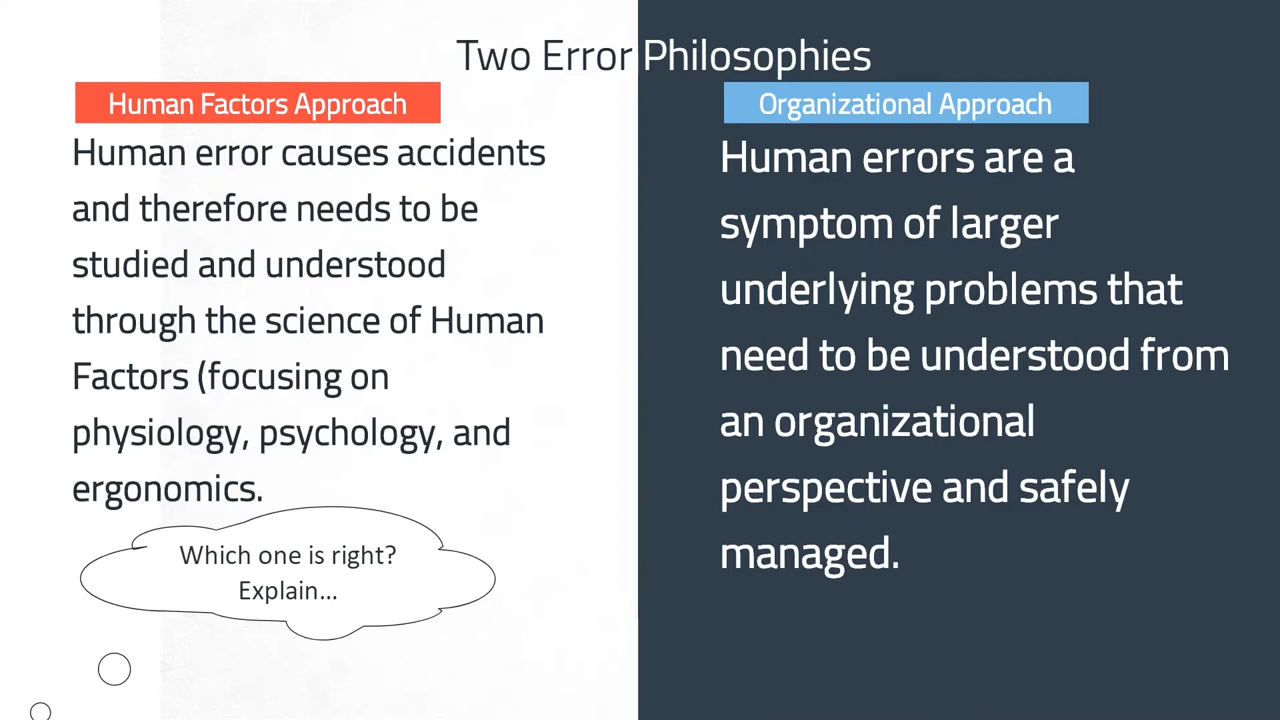 Two Error Philosophies
Human Factors Approach
Human error causes accidents
and therefore needs to be
studied and understood
through the science of Human
Factors (focusing on
physiology, psychology, and
ergonomics.
Which one is right?
Explain...
Organizational Approach
Human errors are a
symptom of larger
underlying problems that
need to be understood from
an organizational
perspective and safely
managed.